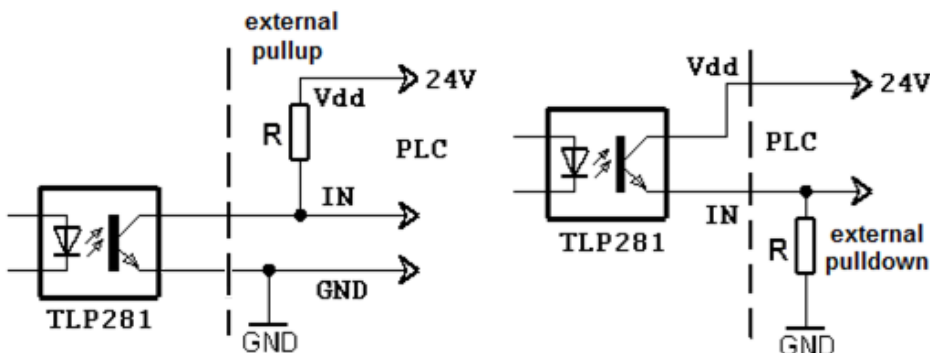 external
pullup
Vdd
24V
R
PLC
IN
GND
TLP281
GND
Vdd
24V
PLC
IN
TLP281
R
external
pulldown
GND